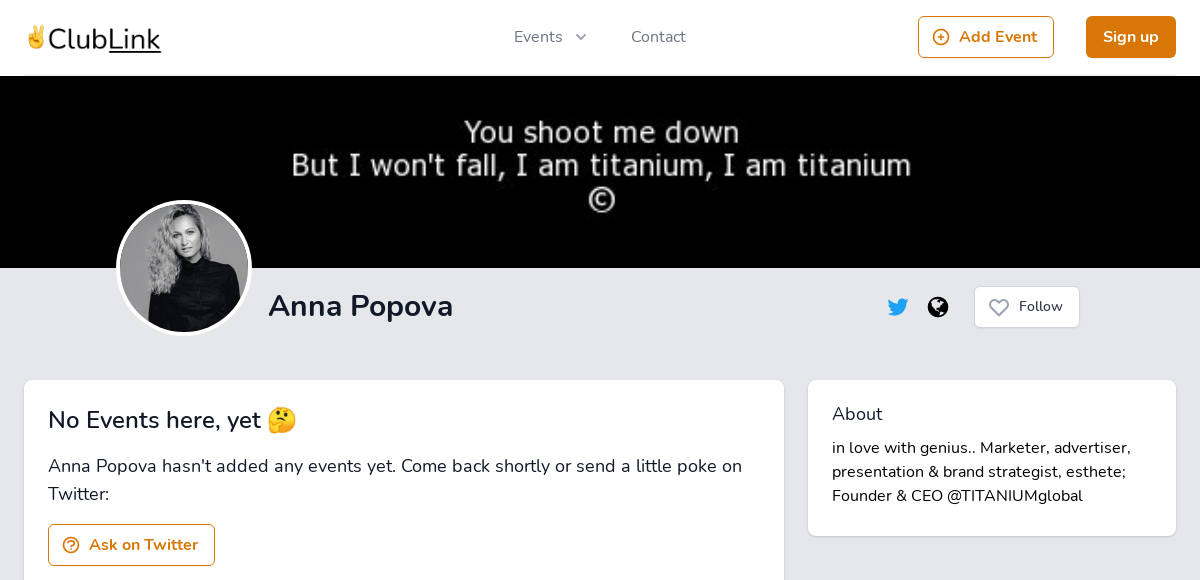 ✌️ClubLink
Events
Contact
Add Event
Sign up
You shoot me down
But I won't fall, I am titanium, I am titanium
©
Anna Popova
Follow
No Events here, yet 🤔
Anna Popova hasn't added any events yet. Come back shortly or send a little poke on
Twitter:
Ask on Twitter
About
in love with genius.. Marketer, advertiser,
presentation & brand strategist, esthete;
Founder & CEO @TITANIUMglobal